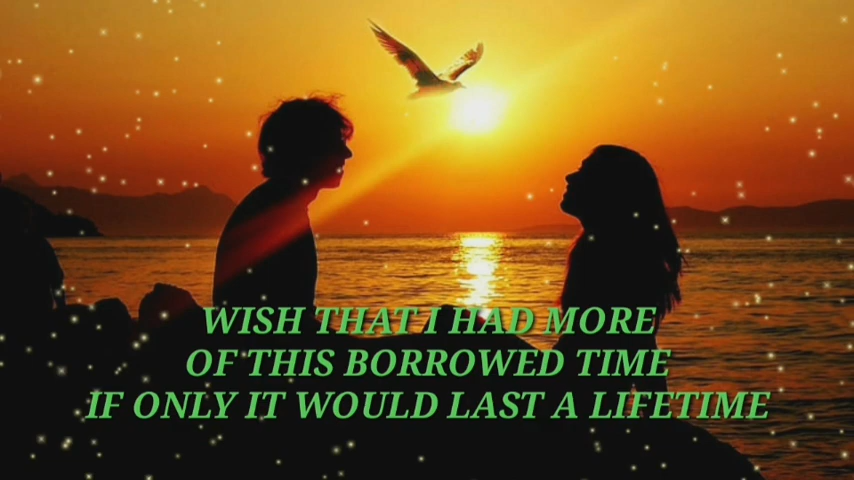 WISH THAT I HAD MORE
OF THIS BORROWED TIME
IF ONLY IT WOULD LAST A LIFETIME